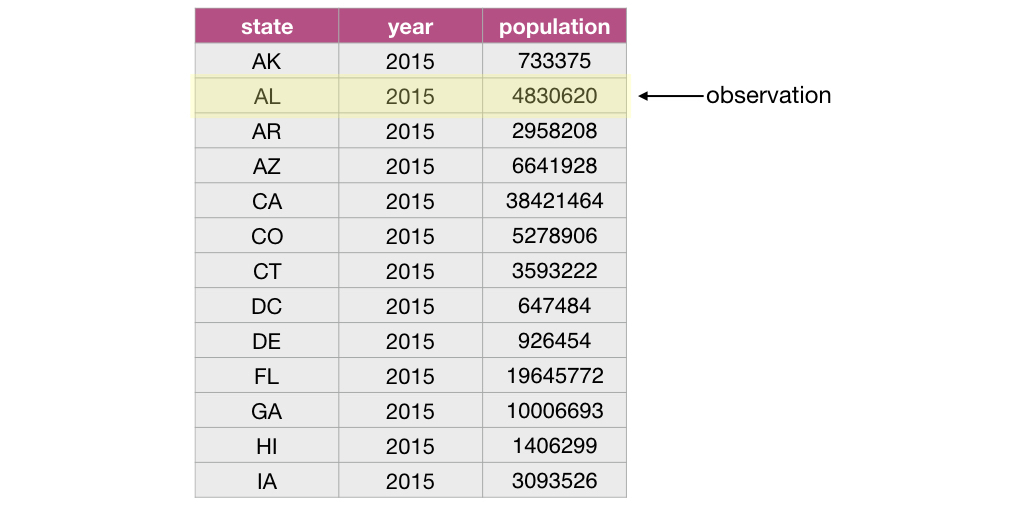 state year population
AK 2015 733375
AL 2015 4830620 observation
AR 2015 2958208
AZ 2015 6641928
CA 2015 38421464
CO 2015 5278906
CT 2015 3593222
DC 2015 647484
DE 2015 926454
FL 2015 19645772
GA 2015 10006693
HI 2015 1406299
IA 2015 3093526